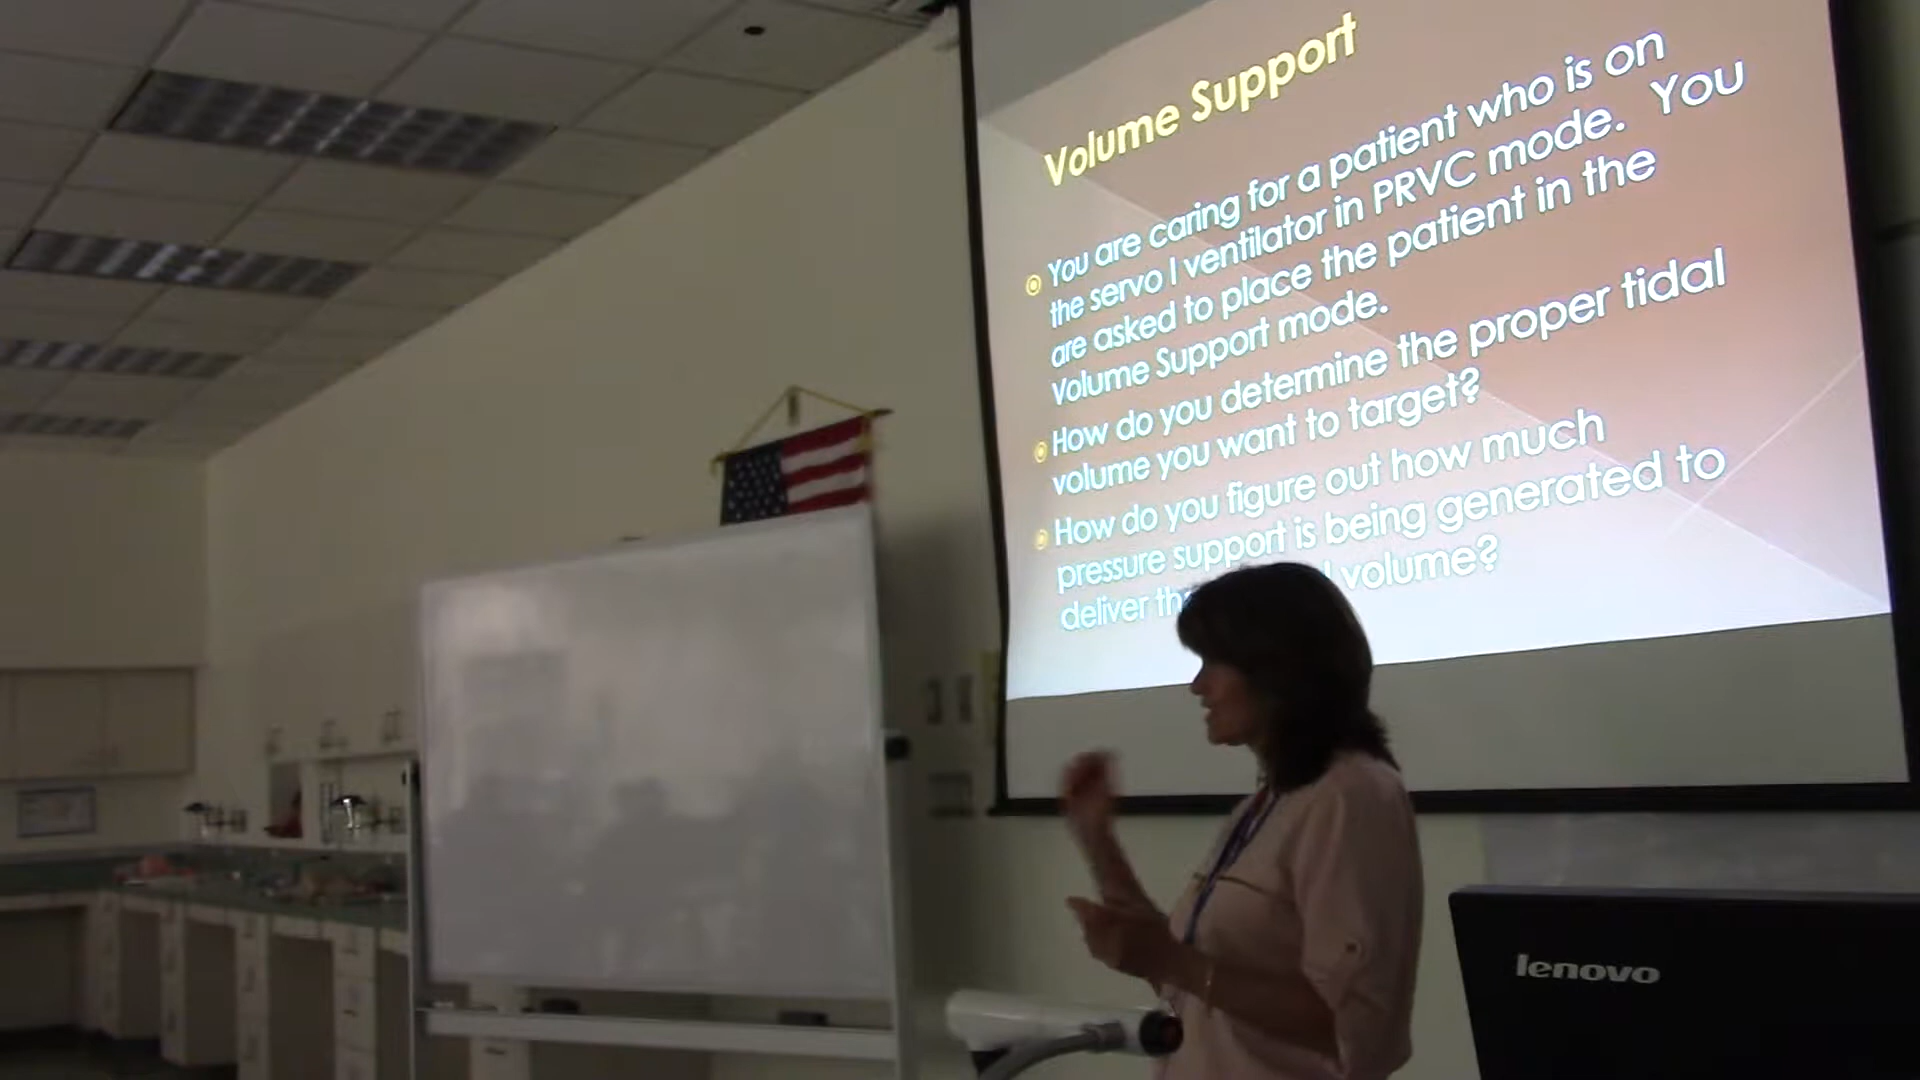 Volume Support
You are caring for a patient who is on
the servo I ventilator in PRVC mode. You
are asked to place the patient in the
Volume Support mode.
How do you determine the proper tidal
volume you want to target?
How do you figure out how much
pressure support is being generated to
deliver volume?
lenovo